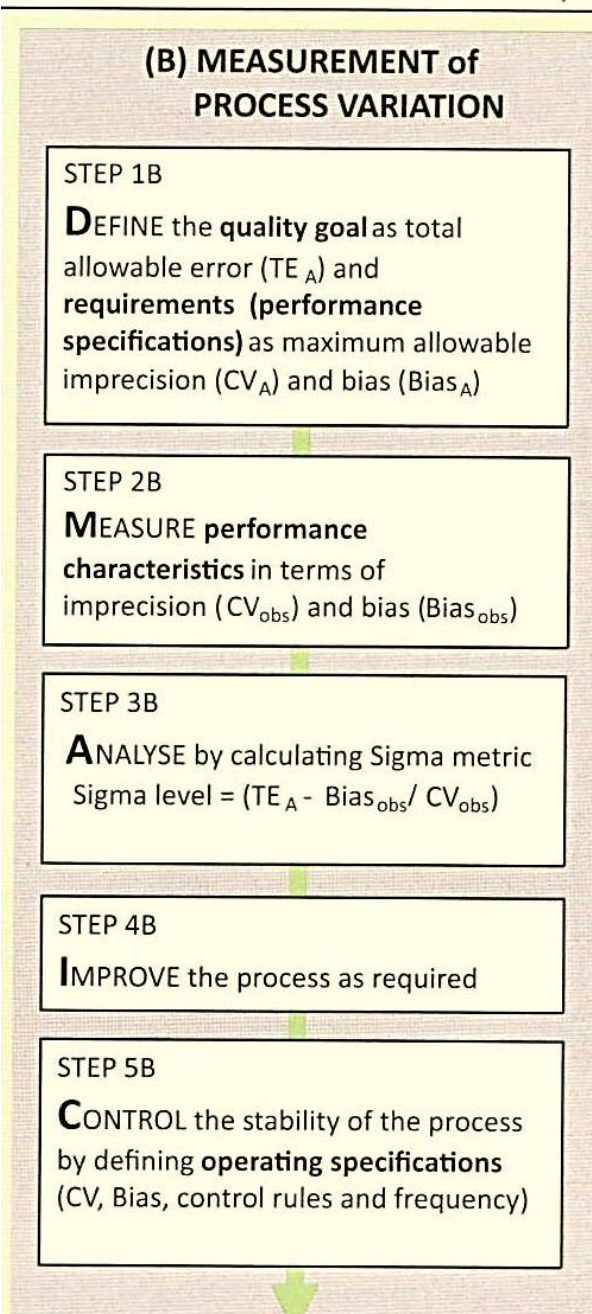 (B) MEASUREMENT of
PROCESS VARIATION
STEP 1B
DEFINE the quality goal as total
allowable error (TE A) and
requirements (performance
specifications) as maximum allowable
imprecision (CVA) and bias (BiasA)
STEP 2B
MEASURE performance
characteristics in terms of
imprecision (CVobs) and bias (Biasobs)
STEP 3B
ANALYSE by calculating Sigma metric
Sigma level = (TE A - Biasobs/ CVobs)
STEP 4B
IMPROVE the process as required
STEP 5B
CONTROL the stability of the process
by defining operating specifications
(CV, Bias, control rules and frequency)